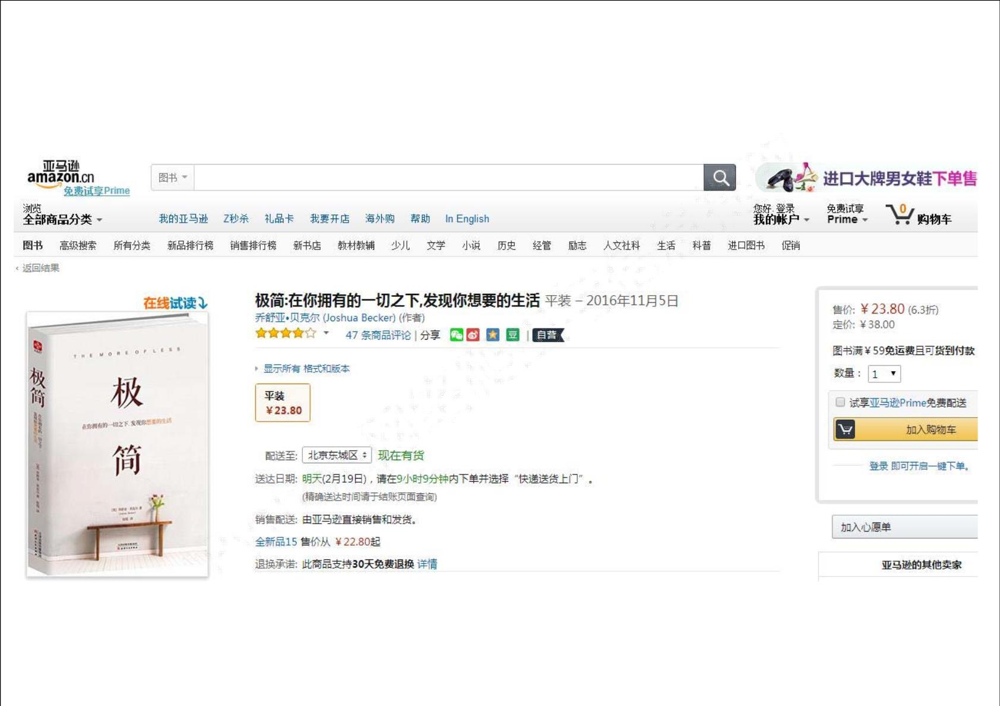 亚马逊
amazon.cn
免费试享Prime
图书
进口大牌男女鞋下单售
浏览
全部商品分类
我的亚马逊 Z秒杀 礼品卡 我要开店 海外购 帮助 In English
您好. 登录
我的帐户
免费试享
Prime
0
购物车
图书 高级搜索 所有分类 新品排行榜 销售排行榜 新书店 教材教辅 少儿 文学 小说 历史 经管 励志 人文社科 生活 科普 进口图书 促销
‹ 返回结果
在线试读
THE MORE OF LESS
极
简
在你拥有的一切之下,发现你想要的生活
极简
极简:在你拥有的一切之下,发现你想要的生活 平装 – 2016年11月5日
乔舒亚•贝克尔 (Joshua Becker) (作者)
47 条商品评论 | 分享 豆 | 自营
显示所有 格式和版本
平装
￥23.80
配送至: 北京东城区 现在有货
送达日期: 明天(2月19日)，请在9小时9分钟内下单并选择“快递送货上门”。
(精确送达时间请于结账页面查询)
销售配送: 由亚马逊直接销售和发货。
全新品15 售价从 ￥22.80起
退换承诺: 此商品支持30天免费退换 详情
售价: ￥23.80 (6.3折)
定价: ￥38.00
图书满￥59免运费且可货到付款
数量： 1
试享亚马逊Prime免费配送
加入购物车
登录 即可开启一键下单。
加入心愿单
亚马逊的其他卖家